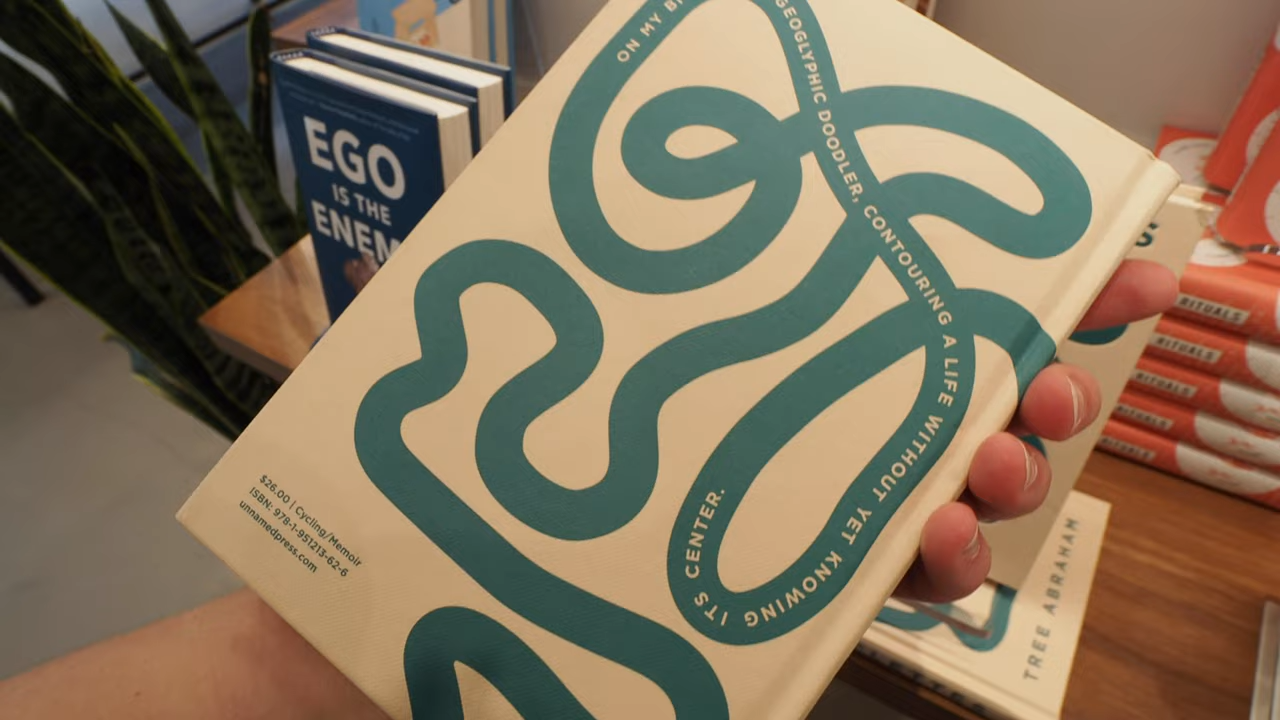 ON MY
GEOGLYPHIC DOODLER, CONTOURING A LIFE WITHOUT YET KNOWING ITS CENTER.
$26.00 | Cycling/Memoir
ISBN: 978-1-951213-62-6
unnamedpress.com
EGO
IS THE
ENEM
RITUALS
RITUALS
RITUALS
RITUALS
TREE ABRAHAM